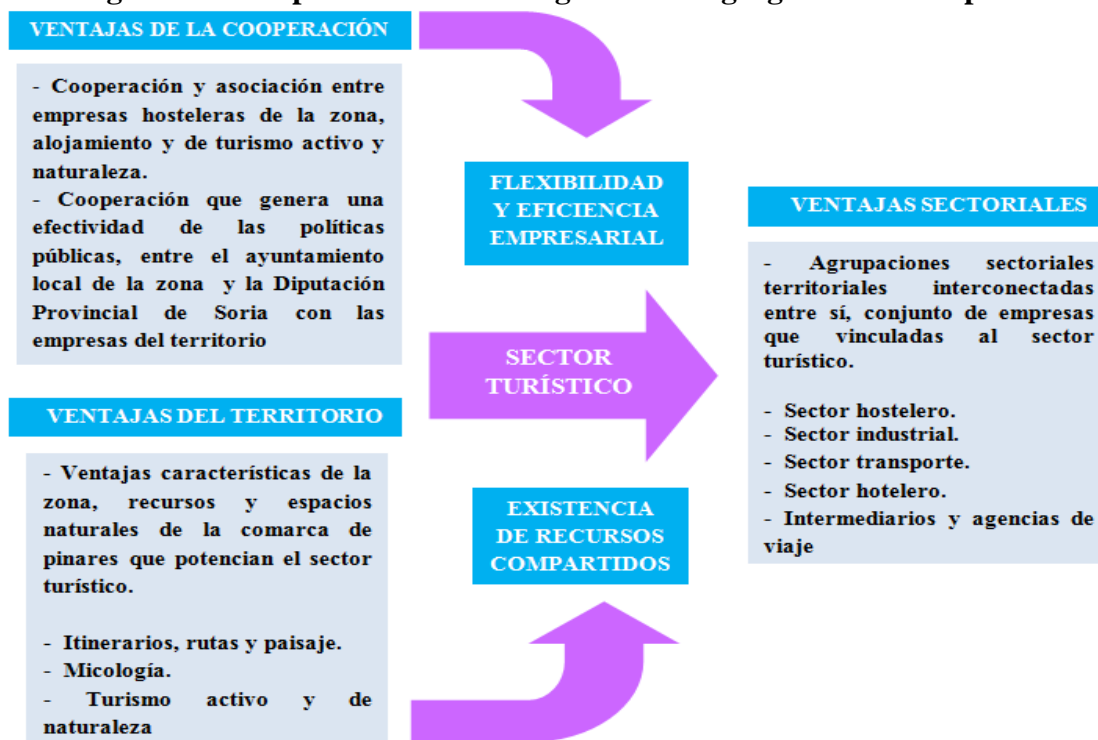 VENTAJAS DE LA COOPERACIÓN
- Cooperación y asociación entre
empresas hosteleras de la zona,
alojamiento y de turismo activo y
naturaleza.
- Cooperación que genera una
efectividad de las políticas
públicas, entre el ayuntamiento
local de la zona y la Diputación
Provincial de Soria con las
empresas del territorio
VENTAJAS DEL TERRITORIO
- Ventajas características de la
zona, recursos y espacios
naturales de la comarca de
pinares que potencian el sector
turístico.
- Itinerarios, rutas y paisaje.
- Micología.
- Turismo activo y de
naturaleza
FLEXIBILIDAD
Y EFICIENCIA
EMPRESARIAL
SECTOR
TURÍSTICO
EXISTENCIA
DE RECURSOS
COMPARTIDOS
VENTAJAS SECTORIALES
- Agrupaciones sectoriales
territoriales interconectadas
entre sí, conjunto de empresas
que vinculadas al sector
turístico.
- Sector hostelero.
- Sector industrial.
- Sector transporte.
- Sector hotelero.
- Intermediarios y agencias de
viaje